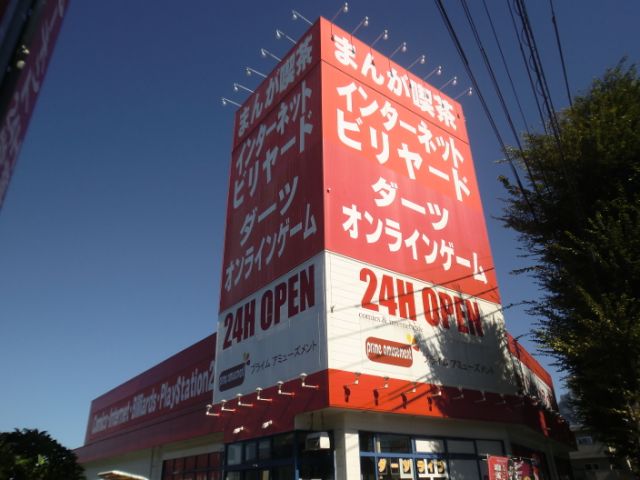 まんが喫茶
インターネット
ビリヤード
ダーツ
オンラインゲーム
24H OPEN
prime amusement
プライム アミューズメント
まんが喫茶
インターネット
ビリヤード
ダーツ
オンラインゲーム
24H OPEN
comics & internet cafe
prime amusement
プライム アミューズメント
Comics・Internet・Billiards・PlayStation2